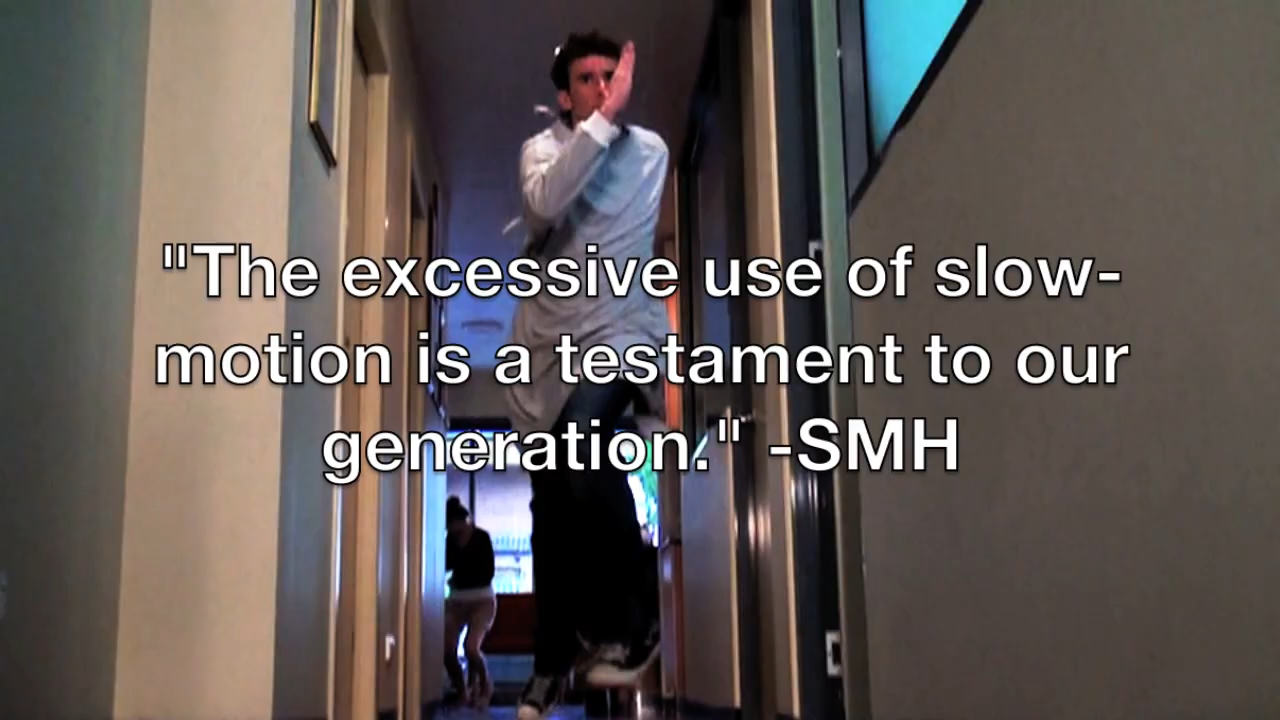 "The excessive use of slow-
motion is a testament to our
generation." -SMH